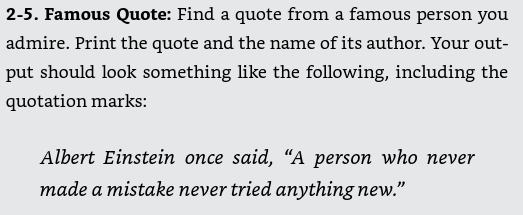 2-5. Famous Quote: Find a quote from a famous person you
admire. Print the quote and the name of its author. Your out-
put should look something like the following, including the
quotation marks:
Albert Einstein once said, “A person who never
made a mistake never tried anything new.”